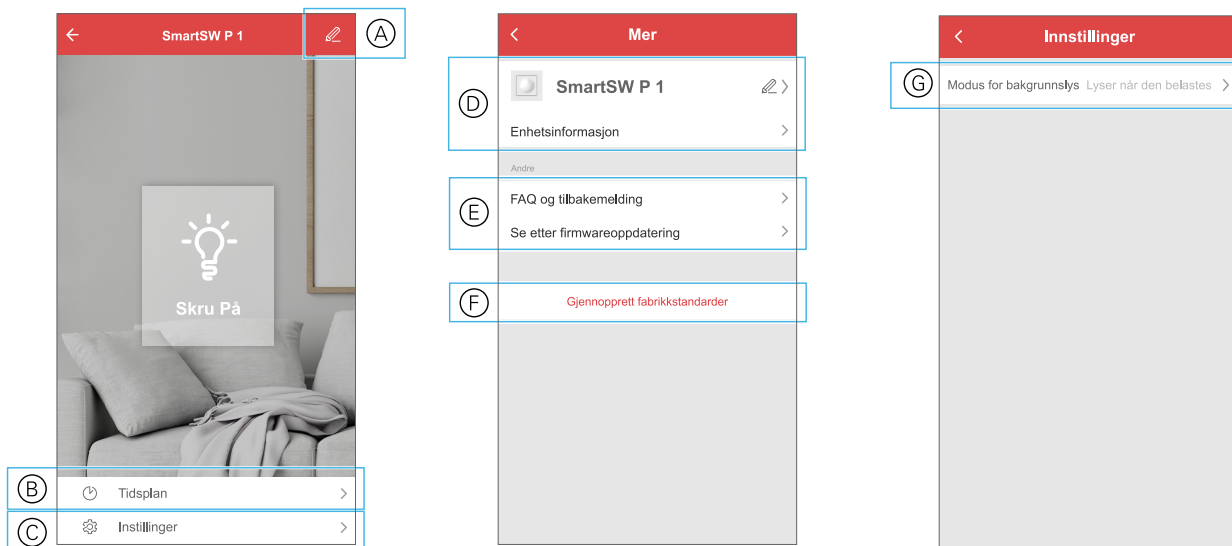 SmartSW P 1
A
Skru På
B
Tidsplan
C
Instillinger
Mer
D
SmartSW P 1
Enhetsinformasjon
Andre
E
FAQ og tilbakemelding
Se etter firmwareoppdatering
F
Gjennopprett fabrikkstandarder
Innstillinger
G
Modus for bakgrunnslys Lyser når den belastes